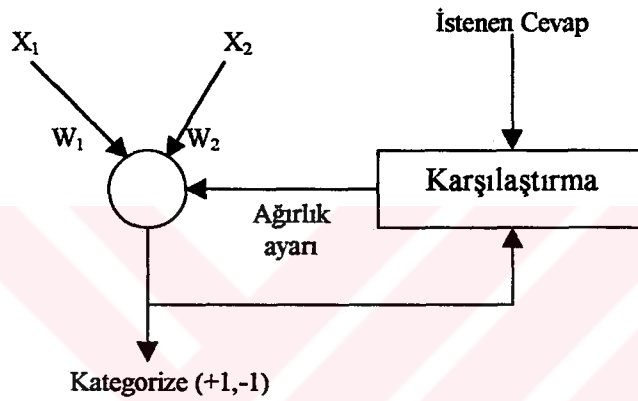 X₁
X₂
İstenen Cevap
W₁
W₂
Karşılaştırma
Ağırlık
ayarı
Kategorize (+1,-1)